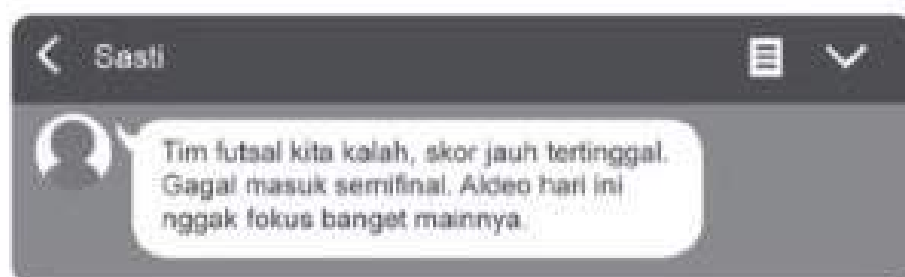 Sasti
Tim futsal kita kalah, skor jauh tertinggal.
Gagal masuk semifinal. Aldeo hari ini
nggak fokus banget mainnya.